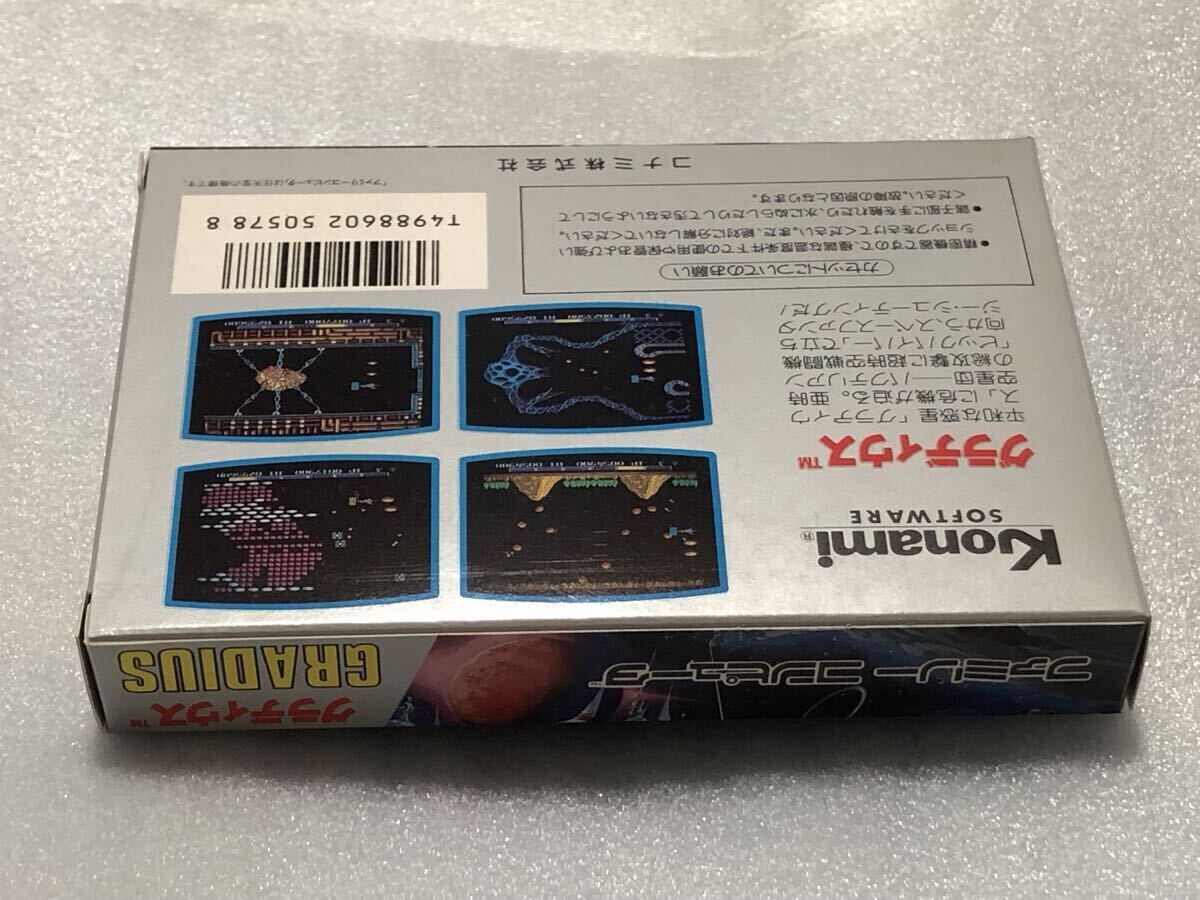 ファミリー コンピュータ™
グラディウス™
GRADIUS
Konami®
SOFTWARE
グラディウス™
平和な惑星「グラディウ
ス」に危機が迫る。亜時
空星団——バクテリアン
の総攻撃に超時空戦闘機
「ビックバイパー」って立ち
向かう、スペースファンタ
ジー・シューティングだ!
カセットについてのお願い
●精密機器ですので、極端な温度条件下での使用や保管および強い
ショックをさけてください。また、絶対に分解しないでください。
●端子部に手を触れたり、水にぬらしたりして汚さないようにして
ください。故障の原因となります。
T4988602 50578 8
「ファミリーコンピュータ」は任天堂の商標です。
コナミ株式会社